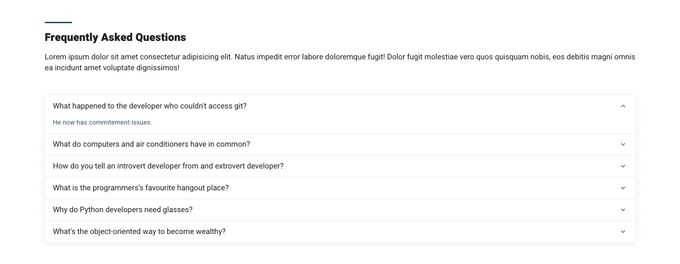 Frequently Asked Questions
Lorem ipsum dolor sit amet consectetur adipisicing elit. Natus impedit error labore doloremque fugit! Dolor fugit molestiae vero quos quisquam nobis, eos debitis magni omnis
ea incidunt amet voluptate dignissimos!
What happened to the developer who couldn't access git?
He now has commitement issues.
What do computers and air conditioners have in common?
How do you tell an introvert developer from and extrovert developer?
What is the programmers's favourite hangout place?
Why do Python developers need glasses?
What's the object-oriented way to become wealthy?